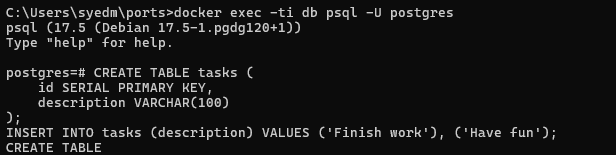 C:\Users\syedm\ports>docker exec -ti db psql -U postgres
psql (17.5 (Debian 17.5-1.pgdg120+1))
Type "help" for help.

postgres=# CREATE TABLE tasks (
    id SERIAL PRIMARY KEY,
    description VARCHAR(100)
);
INSERT INTO tasks (description) VALUES ('Finish work'), ('Have fun');
CREATE TABLE